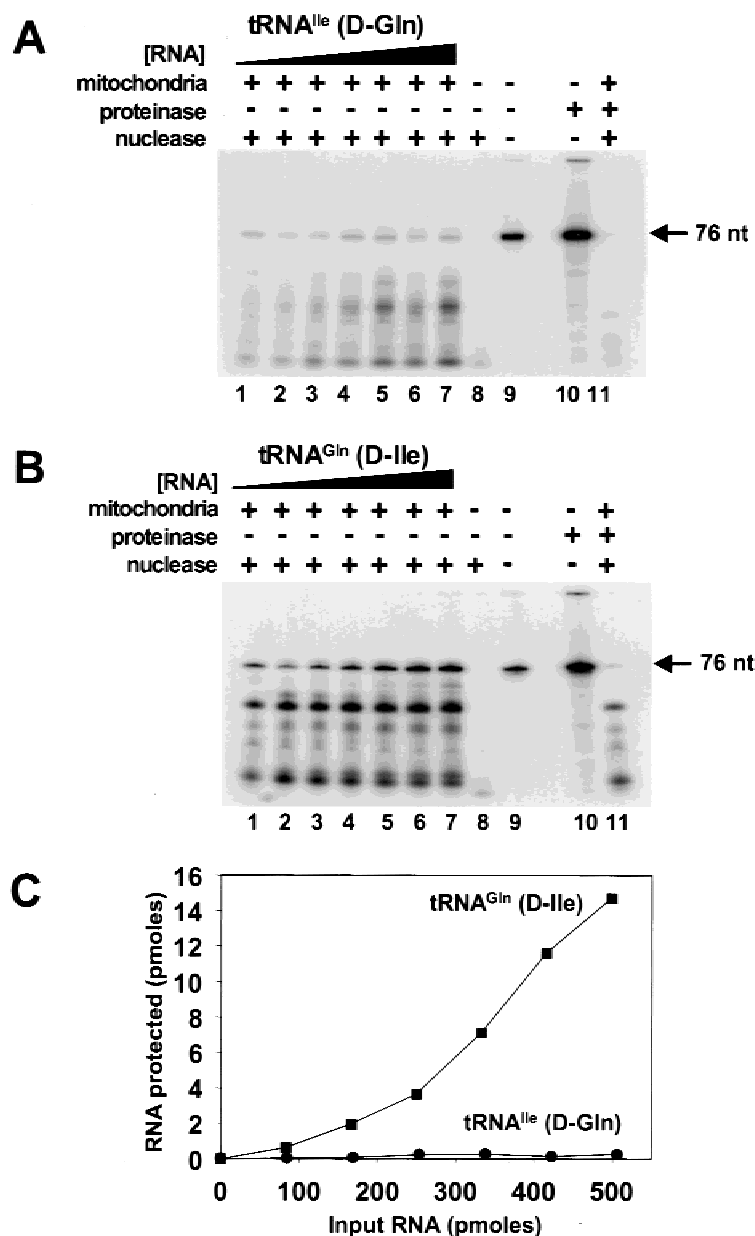 A
tRNAIle (D-Gln)
[RNA]
mitochondria + + + + + + + - - - +
proteinase - - - - - - - - - + +
nuclease + + + + + + + + - - +
76 nt
1 2 3 4 5 6 7 8 9 10 11
B
tRNAGln (D-Ile)
[RNA]
mitochondria + + + + + + + - - - +
proteinase - - - - - - - - - + +
nuclease + + + + + + + + - - +
76 nt
1 2 3 4 5 6 7 8 9 10 11
C
RNA protected (pmoles)
16
14
12
10
8
6
4
2
0
tRNAGln (D-Ile)
tRNAIle (D-Gln)
0 100 200 300 400 500
Input RNA (pmoles)